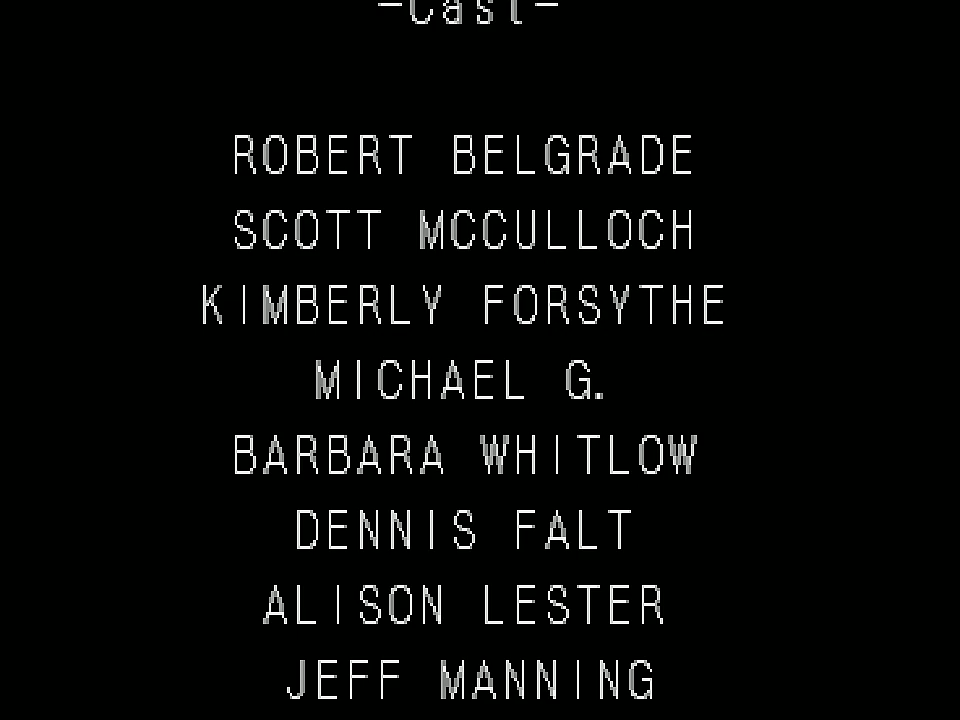 -Cast-
ROBERT BELGRADE
SCOTT MCCULLOCH
KIMBERLY FORSYTHE
MICHAEL G.
BARBARA WHITLOW
DENNIS FALT
ALISON LESTER
JEFF MANNING